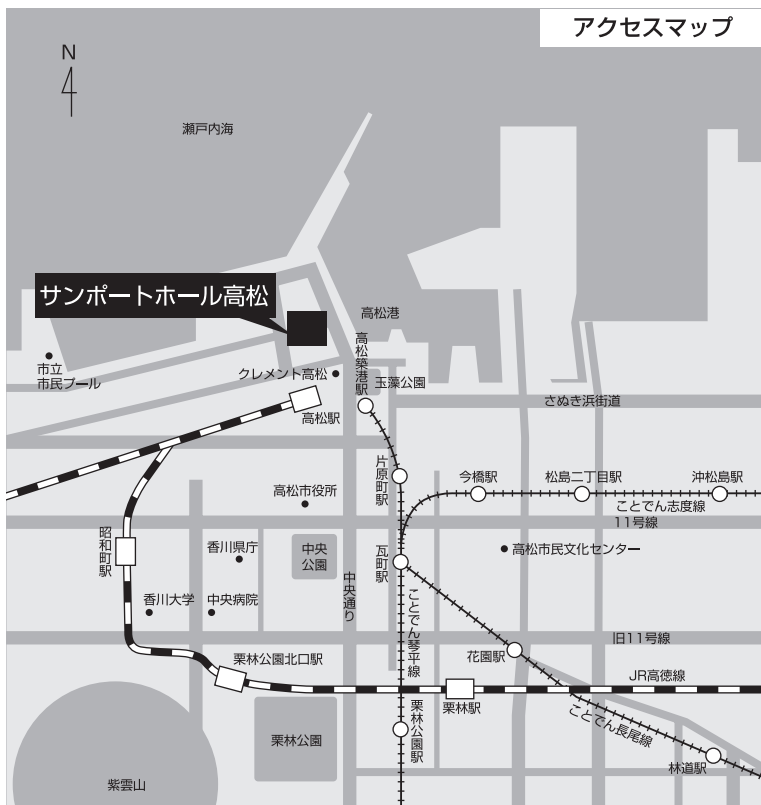 アクセスマップ
N
瀬戸内海
サンポートホール高松
高松港
高松築港駅
市立
市民プール
クレメント高松
玉藻公園
高松駅
さぬき浜街道
片原町駅
今橋駅
松島二丁目駅
沖松島駅
高松市役所
ことでん志度線
11号線
昭和町駅
香川県庁
中央
公園
瓦町駅
高松市民文化センター
中央通り
香川大学
中央病院
ことでん琴平線
旧11号線
花園駅
栗林公園北口駅
JR高徳線
栗林駅
栗林公園駅
ことでん長尾線
栗林公園
林道駅
紫雲山